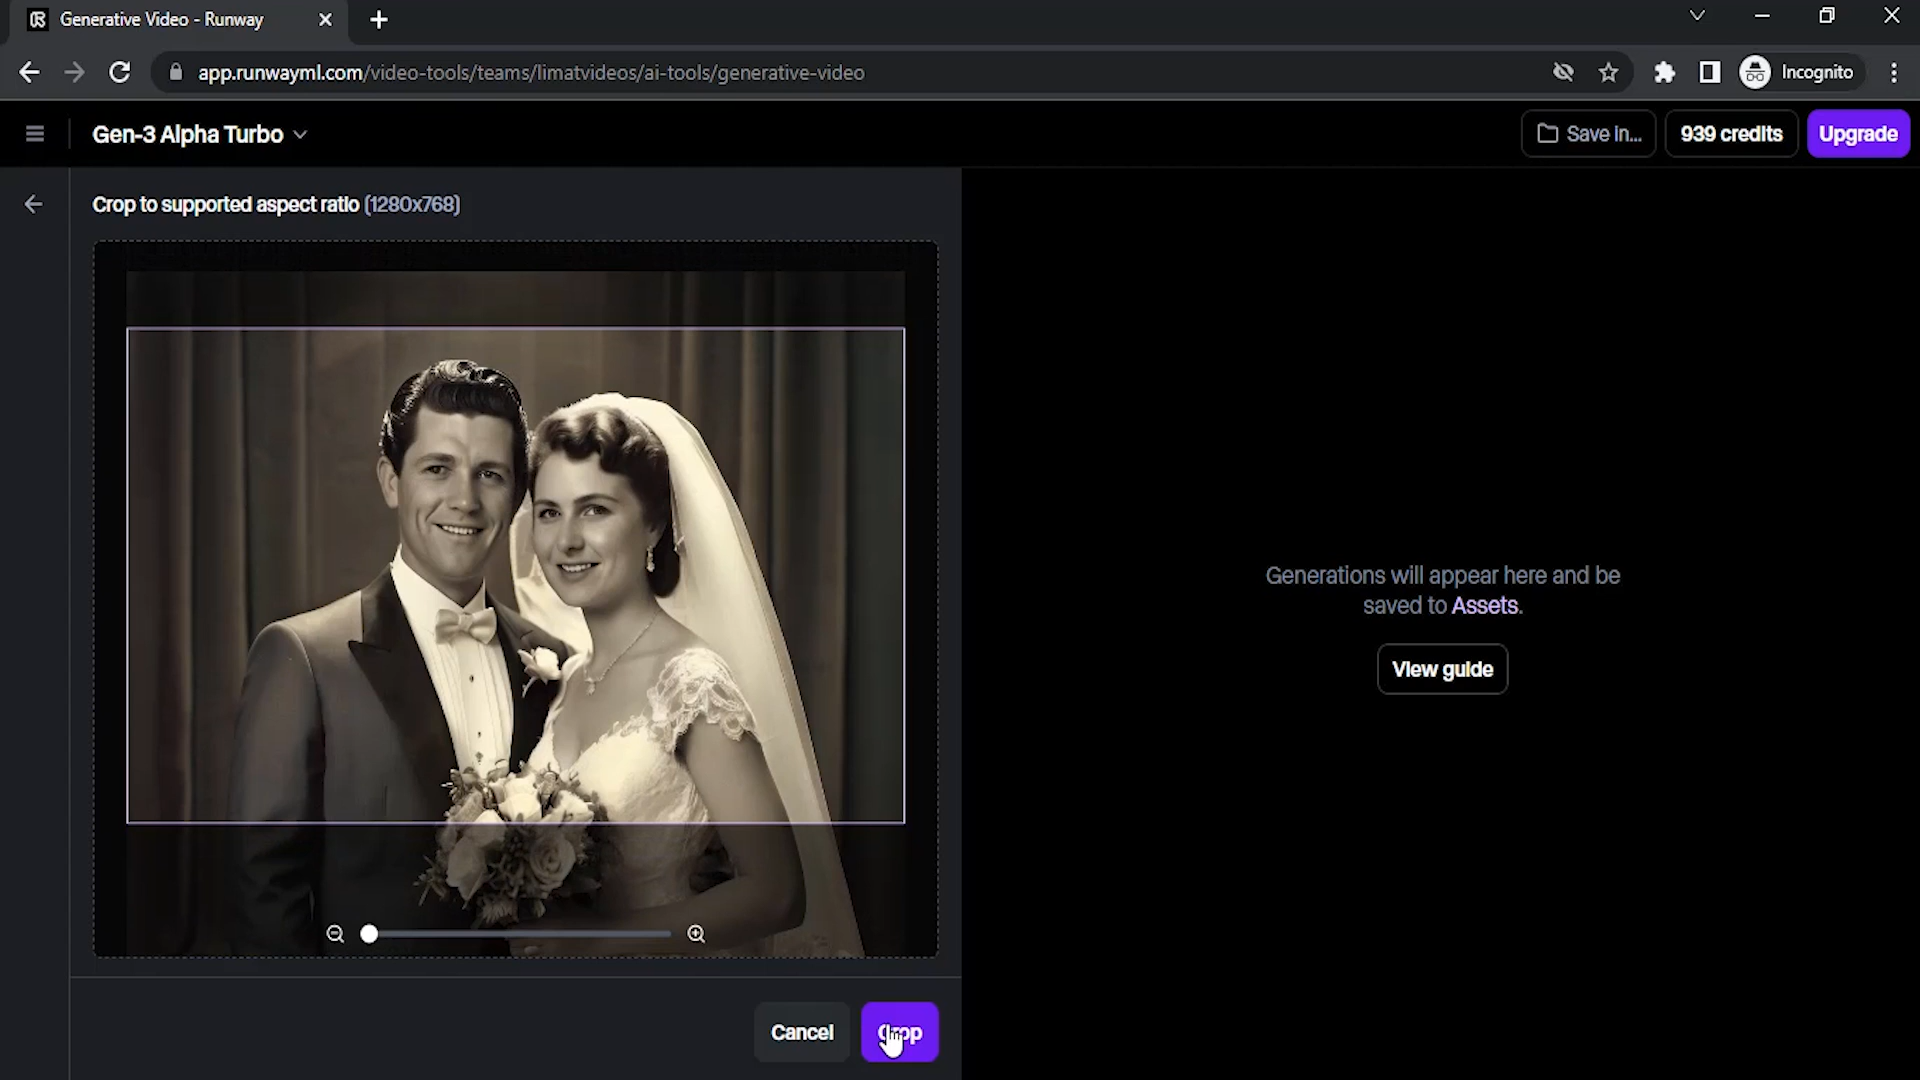 Generative Video - Runway
app.runwayml.com/video-tools/teams/limatvideos/ai-tools/generative-video
Incognito
Gen-3 Alpha Turbo
Save in...
939 credits
Upgrade
Crop to supported aspect ratio (1280x768)
Generations will appear here and be
saved to Assets.
View guide
Cancel
Crop